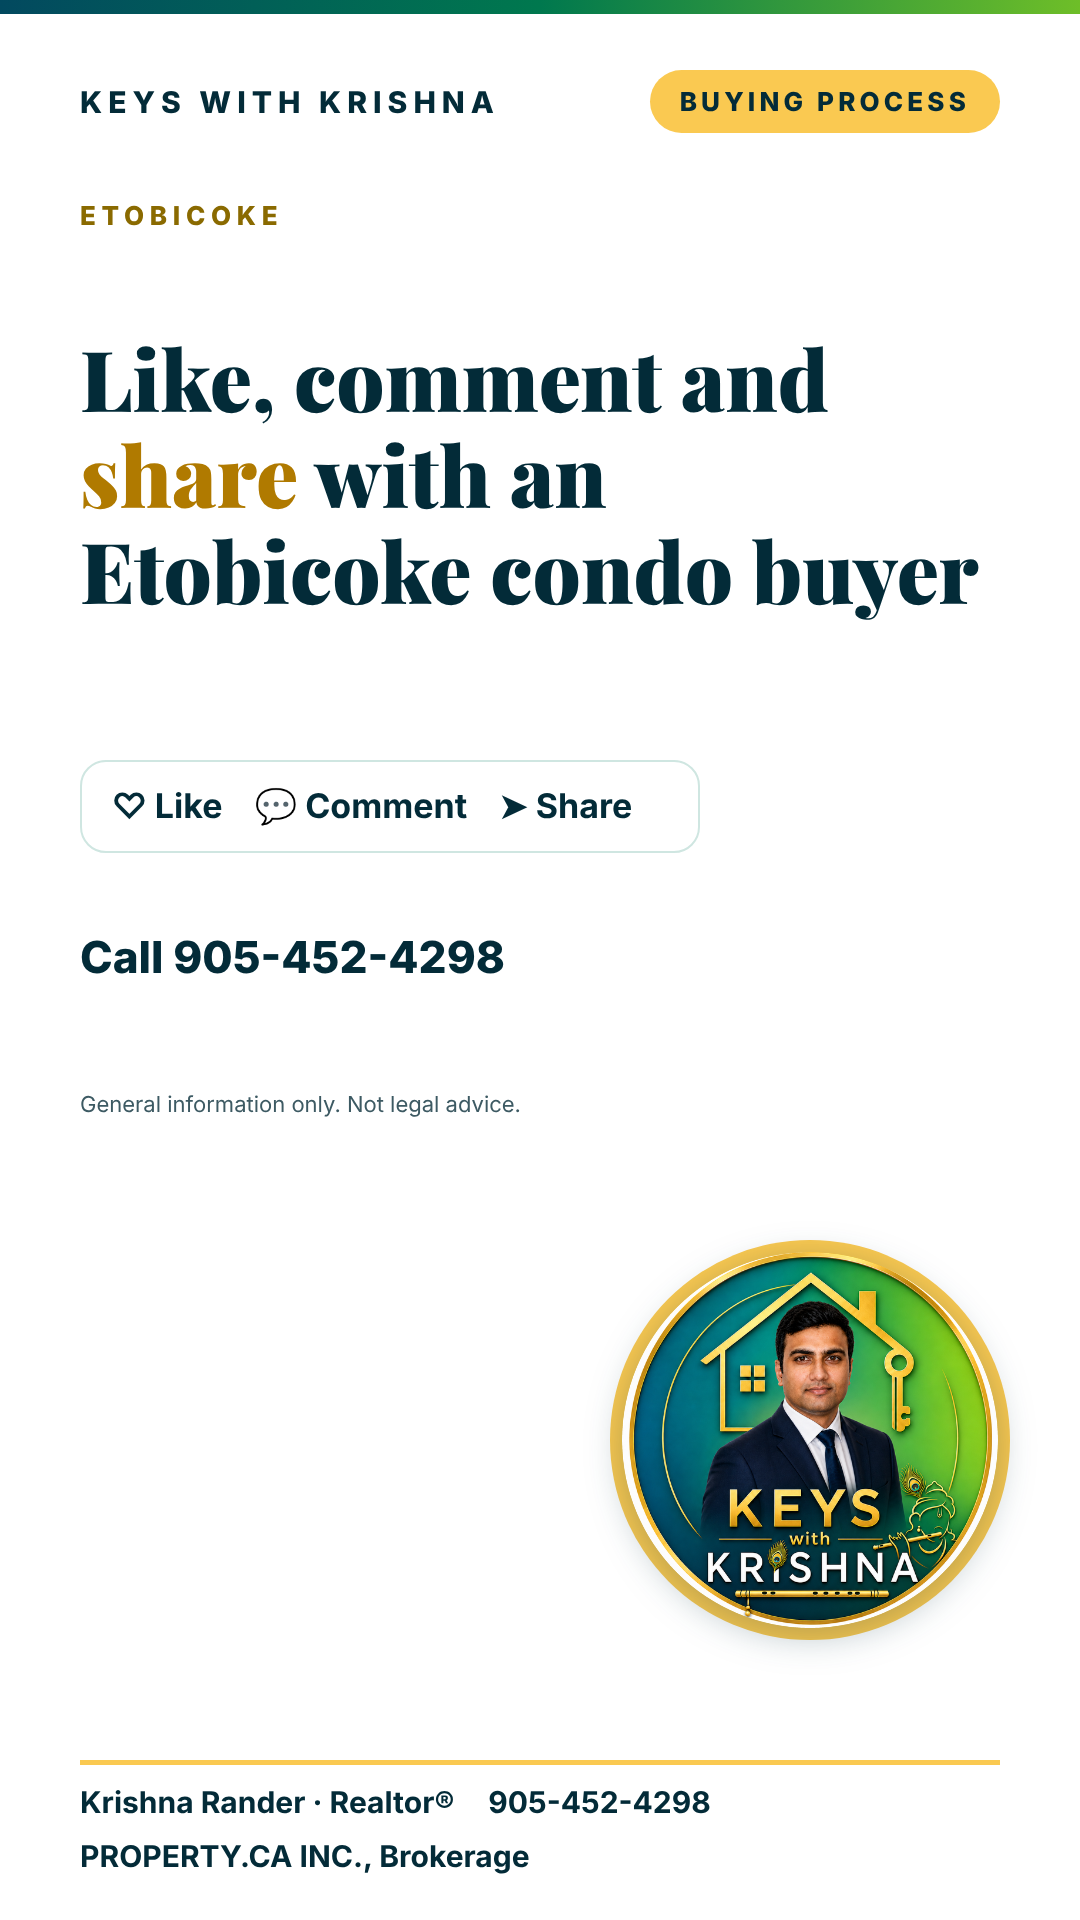 KEYS WITH KRISHNA
BUYING PROCESS
ETOBICOKE
Like, comment and
share with an
Etobicoke condo buyer
♡ Like 💬 Comment ➤ Share
Call 905-452-4298
General information only. Not legal advice.
KEYS
with
KRISHNA
Krishna Rander · Realtor® 905-452-4298
PROPERTY.CA INC., Brokerage